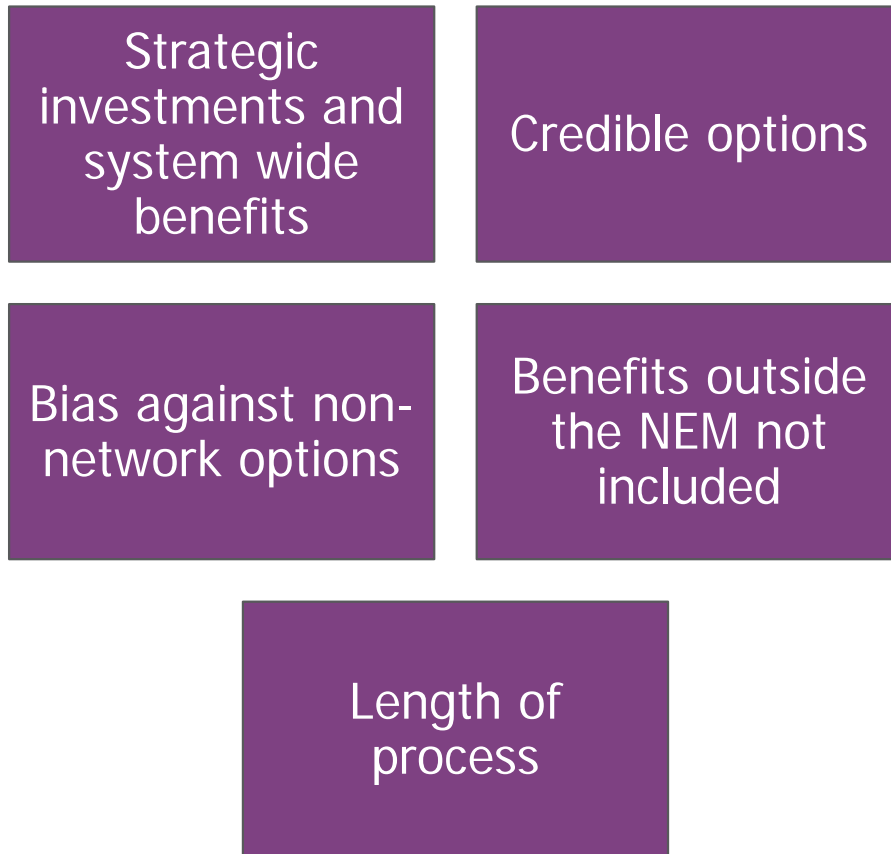 Strategic
investments and
system wide
benefits
Credible options
Bias against non-
network options
Benefits outside
the NEM not
included
Length of
process